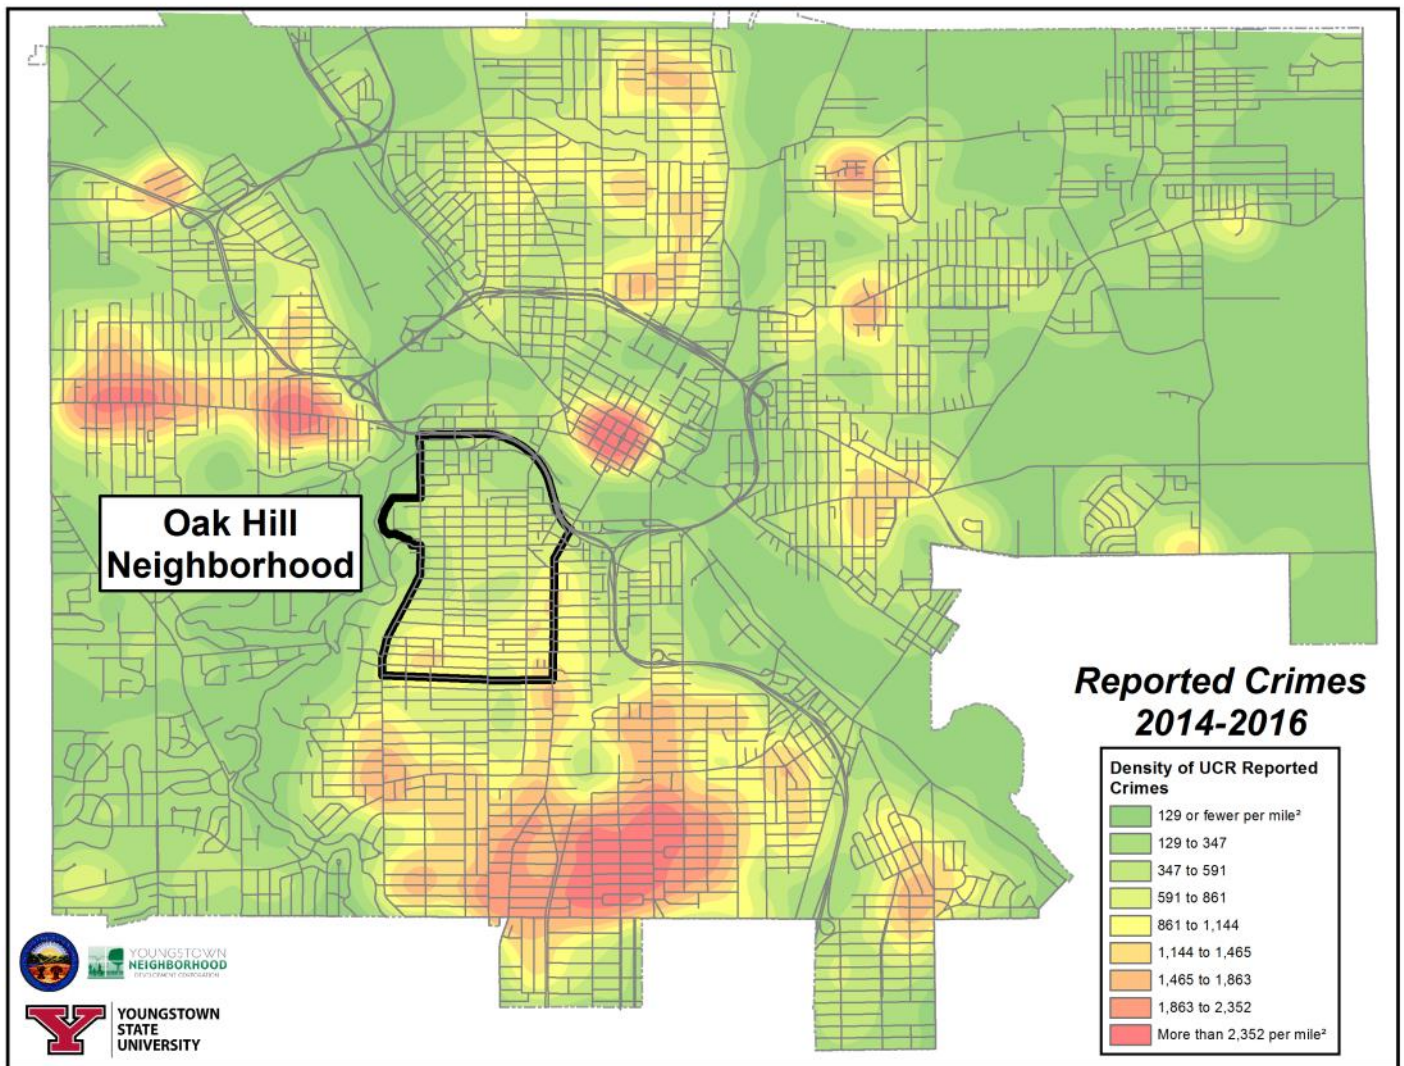 Oak Hill
Neighborhood
Reported Crimes
2014-2016
Density of UCR Reported
Crimes
129 or fewer per mile²
129 to 347
347 to 591
591 to 861
861 to 1,144
1,144 to 1,465
1,465 to 1,863
1,863 to 2,352
More than 2,352 per mile²
YOUNGSTOWN
NEIGHBORHOOD
DEVELOPMENT CORPORATION
Y
YOUNGSTOWN
STATE
UNIVERSITY